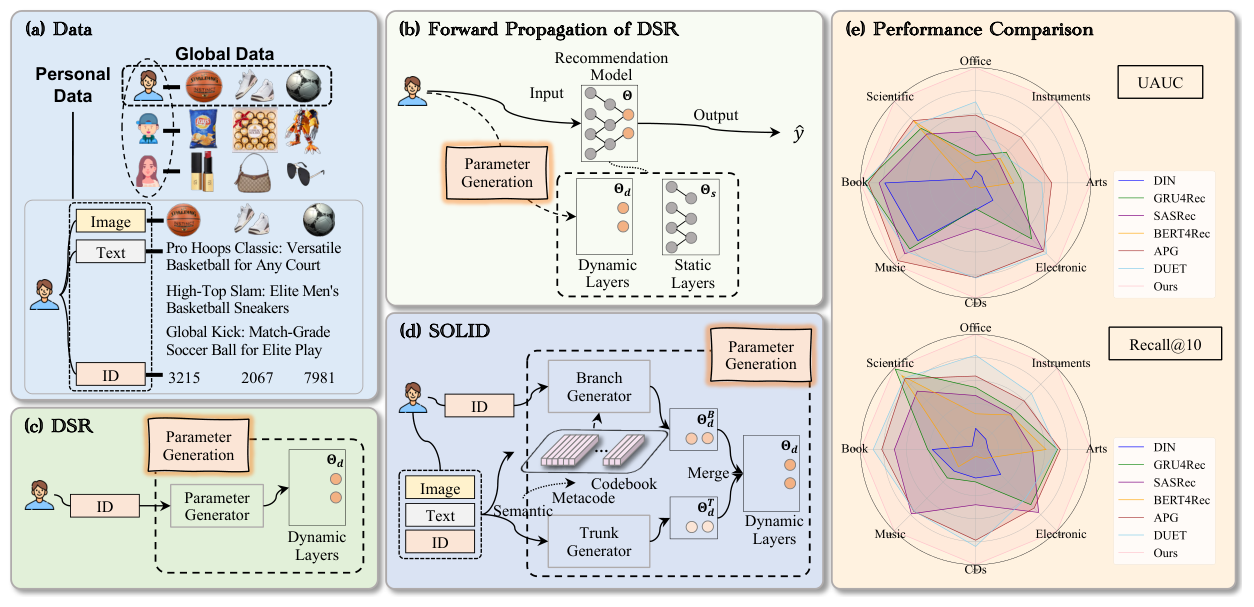 (a) Data
Global Data
Personal
Data
Image
Text
Pro Hoops Classic: Versatile
Basketball for Any Court
High-Top Slam: Elite Men's
Basketball Sneakers
Global Kick: Match-Grade
Soccer Ball for Elite Play
ID
3215 2067 7981
(b) Forward Propagation of DSR
Recommendation
Model
Input
Θ
Output
ŷ
Parameter
Generation
Θd
Θs
Dynamic
Layers
Static
Layers
(c) DSR
Parameter
Generation
ID
Parameter
Generator
Θd
Dynamic
Layers
(d) SOLID
Parameter
Generation
ID
Branch
Generator
Θd^B
Θd
Codebook
Merge
Metacode
Semantic
Image
Text
ID
Trunk
Generator
Θd^T
Dynamic
Layers
(e) Performance Comparison
UAUC
Office
Scientific
Instruments
Book
Arts
Music
Electronic
CDs
DIN
GRU4Rec
SASRec
BERT4Rec
APG
DUET
Ours
Recall@10
Office
Scientific
Instruments
Book
Arts
Music
Electronic
CDs
DIN
GRU4Rec
SASRec
BERT4Rec
APG
DUET
Ours